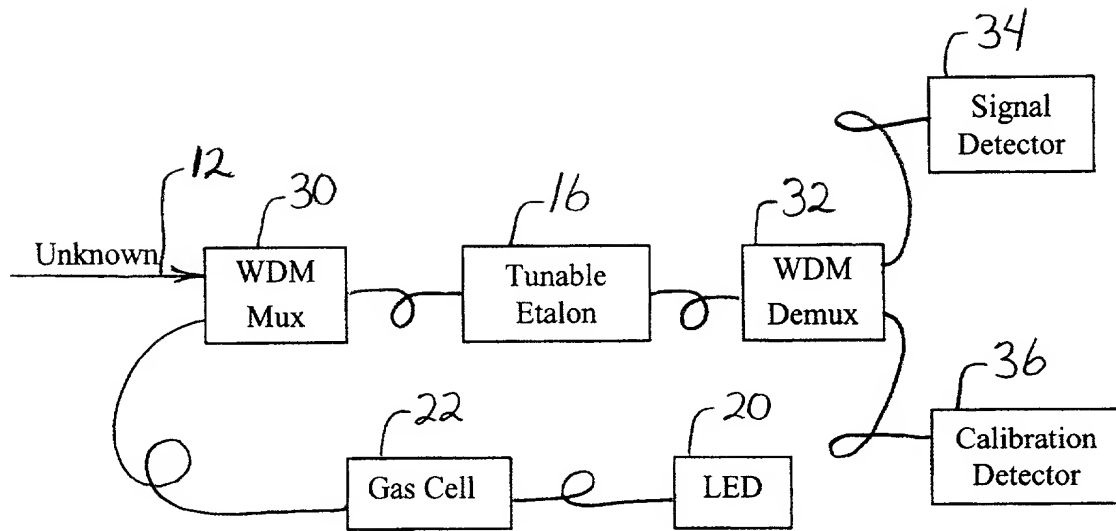 34
Signal
Detector
12
30
16
32
Unknown
WDM
Mux
Tunable
Etalon
WDM
Demux
36
22
20
Gas Cell
LED
Calibration
Detector